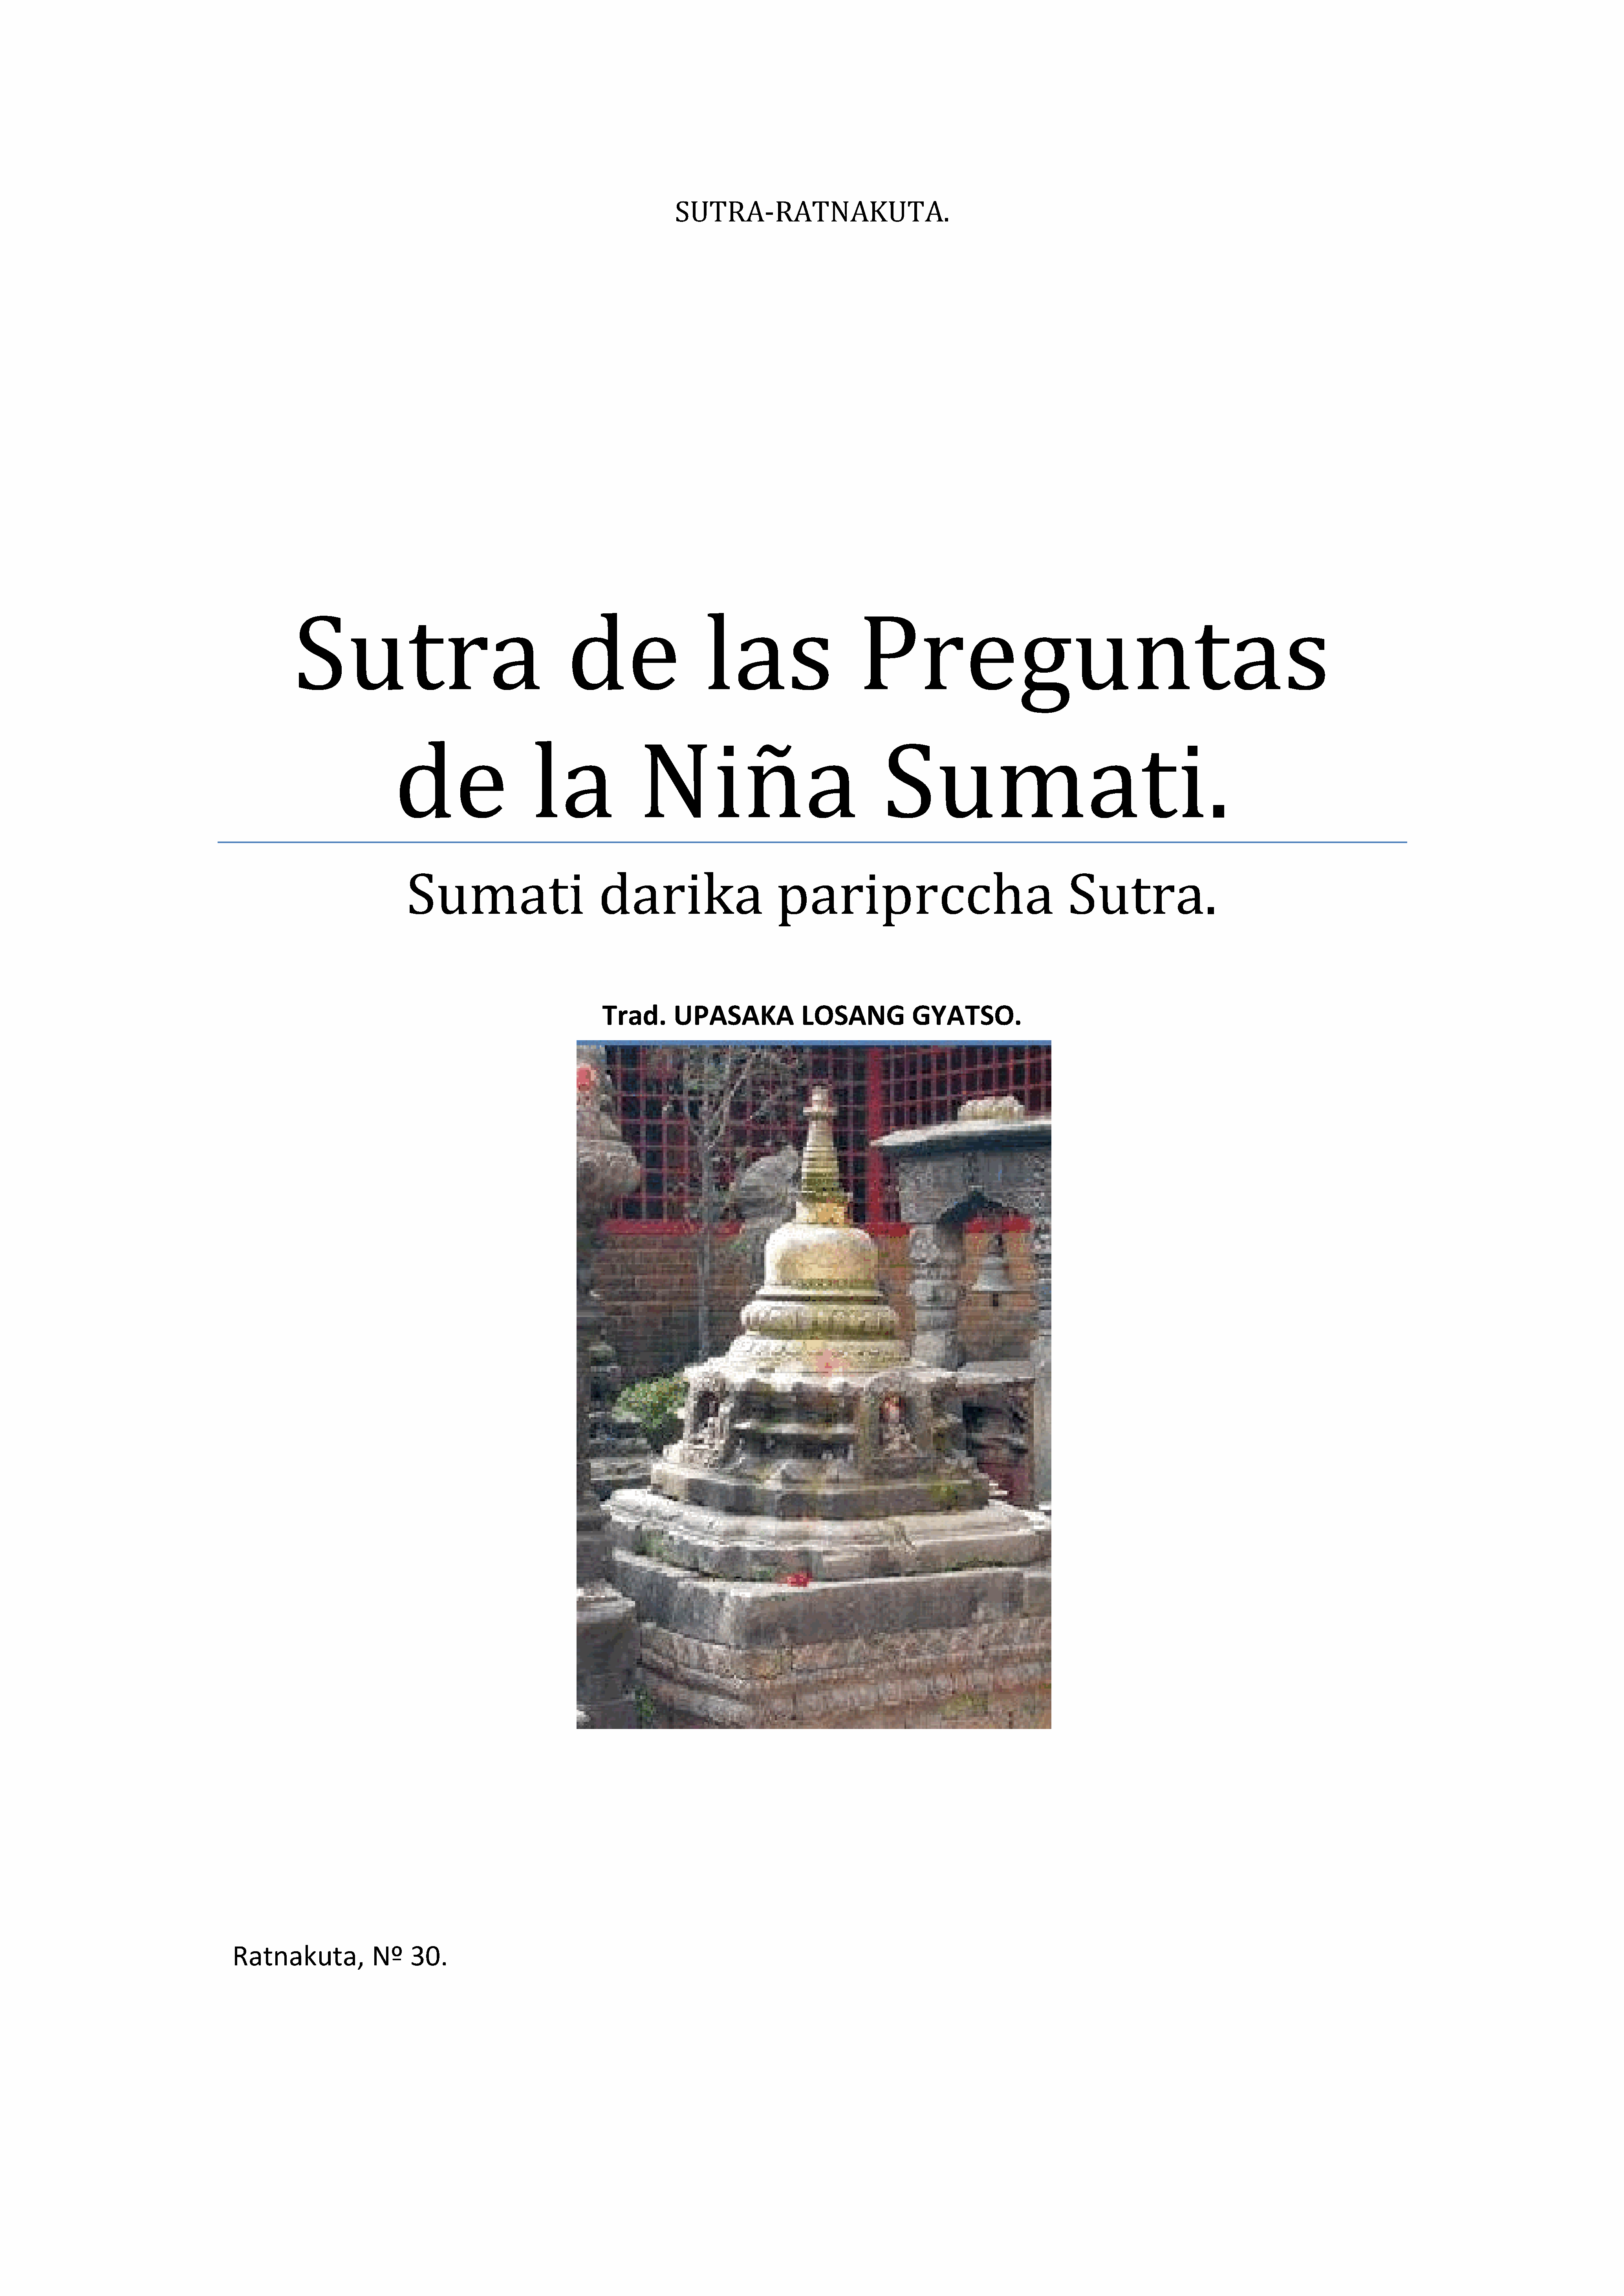 SUTRA-RATNAKUTA.
Sutra de las Preguntas
de la Niña Sumati.
Sumati darika pariprccha Sutra.
Trad. UPASAKA LOSANG GYATSO.
Ratnakuta, Nº 30.